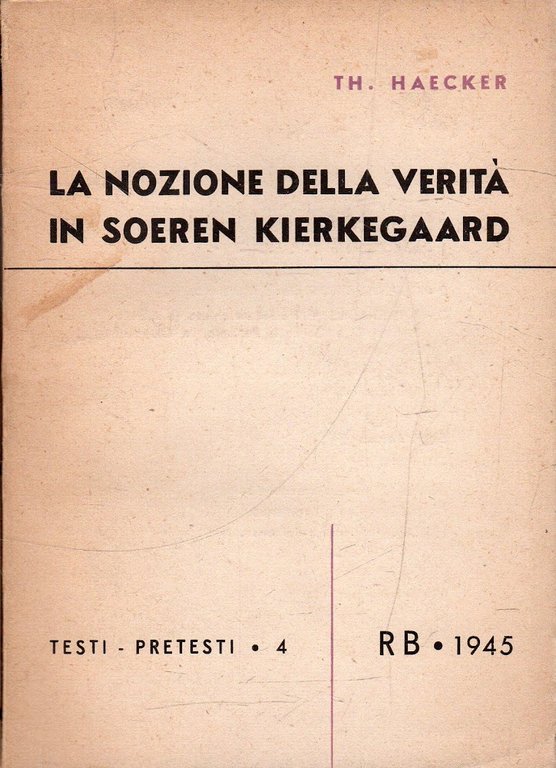 TH. HAECKER
LA NOZIONE DELLA VERITÀ
IN SOEREN KIERKEGAARD
TESTI - PRETESTI • 4
RB • 1945